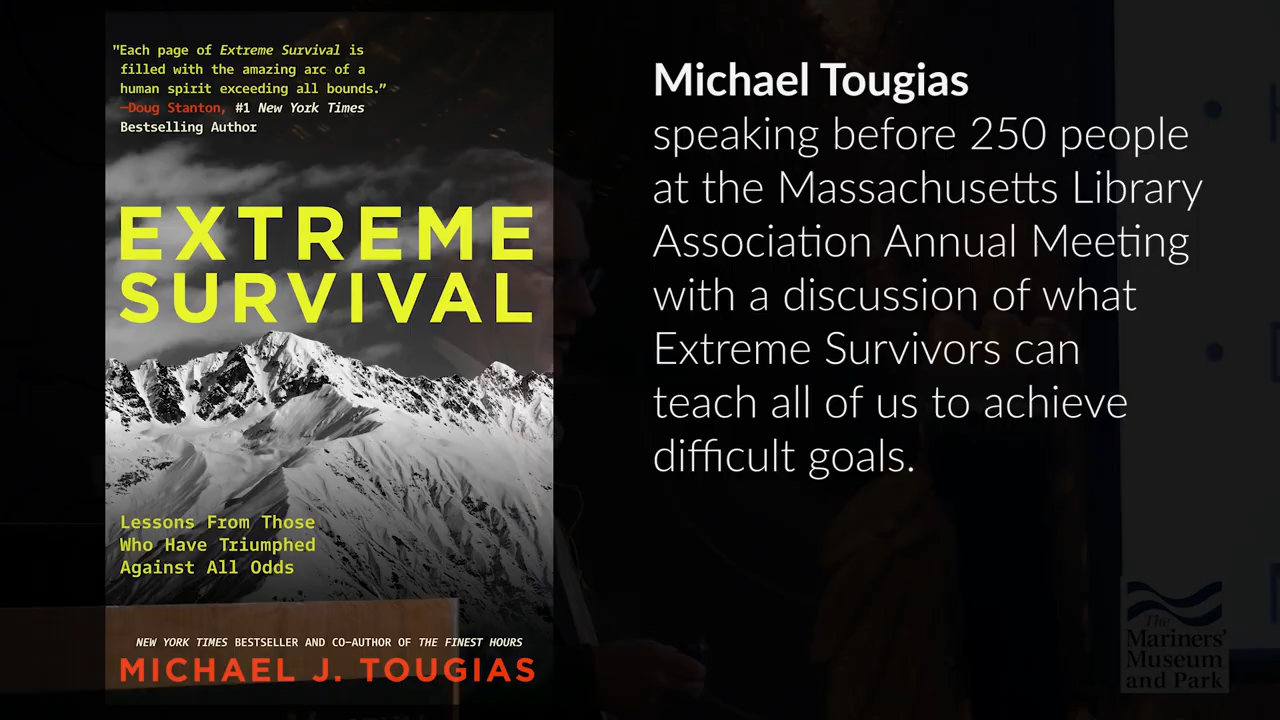 "Each page of Extreme Survival is
filled with the amazing arc of a
human spirit exceeding all bounds.”
—Doug Stanton, #1 New York Times
Bestselling Author
EXTREME
SURVIVAL
Lessons From Those
Who Have Triumphed
Against All Odds
NEW YORK TIMES BESTSELLER AND CO-AUTHOR OF THE FINEST HOURS
MICHAEL J. TOUGIAS
Michael Tougias
speaking before 250 people
at the Massachusetts Library
Association Annual Meeting
with a discussion of what
Extreme Survivors can
teach all of us to achieve
difficult goals.
The
Mariners'
Museum
and Park